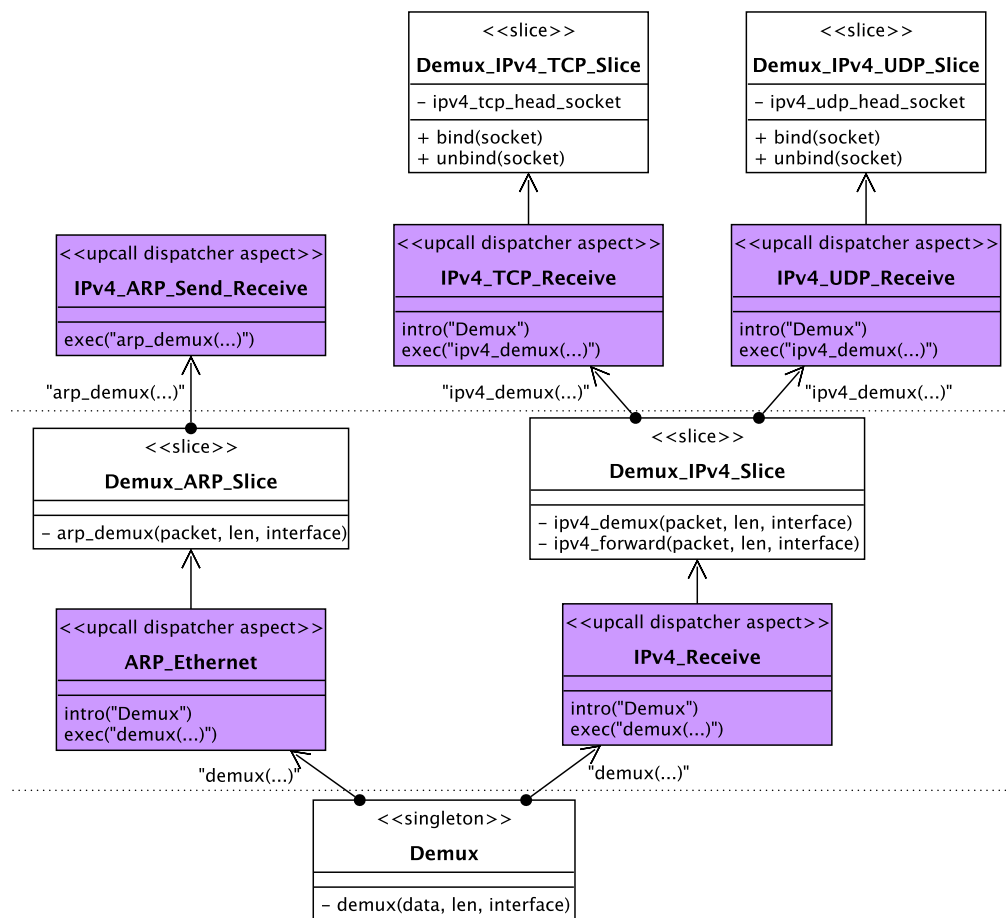 <<slice>>
Demux_IPv4_TCP_Slice
- ipv4_tcp_head_socket
+ bind(socket)
+ unbind(socket)
<<slice>>
Demux_IPv4_UDP_Slice
- ipv4_udp_head_socket
+ bind(socket)
+ unbind(socket)
<<upcall dispatcher aspect>>
IPv4_ARP_Send_Receive
exec("arp_demux(...)")
<<upcall dispatcher aspect>>
IPv4_TCP_Receive
intro("Demux")
exec("ipv4_demux(...)")
<<upcall dispatcher aspect>>
IPv4_UDP_Receive
intro("Demux")
exec("ipv4_demux(...)")
"arp_demux(...)"
"ipv4_demux(...)"
"ipv4_demux(...)"
<<slice>>
Demux_ARP_Slice
- arp_demux(packet, len, interface)
<<slice>>
Demux_IPv4_Slice
- ipv4_demux(packet, len, interface)
- ipv4_forward(packet, len, interface)
<<upcall dispatcher aspect>>
ARP_Ethernet
intro("Demux")
exec("demux(...)")
<<upcall dispatcher aspect>>
IPv4_Receive
intro("Demux")
exec("demux(...)")
"demux(...)"
"demux(...)"
<<singleton>>
Demux
- demux(data, len, interface)